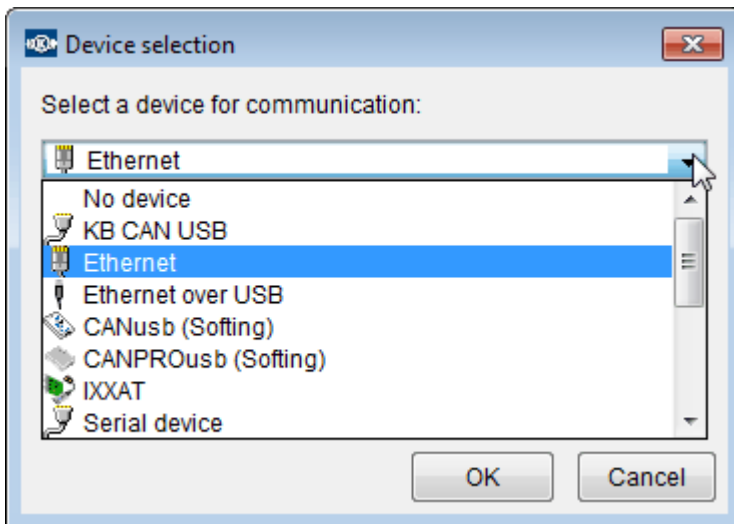 Device selection
Select a device for communication:
Ethernet
No device
KB CAN USB
Ethernet
Ethernet over USB
CANusb (Softing)
CANPROusb (Softing)
IXXAT
Serial device
OK
Cancel